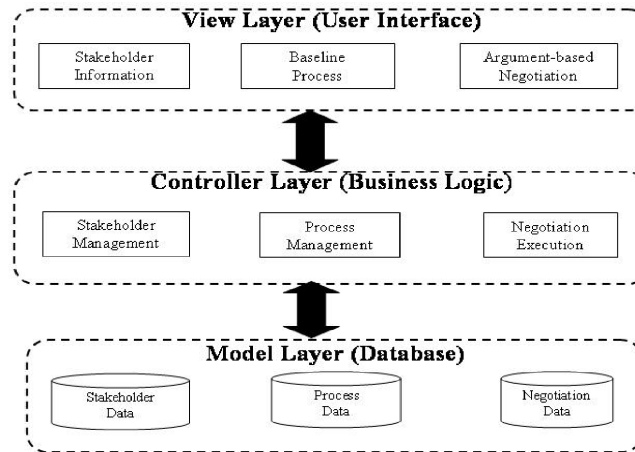 View Layer (User Interface)
Stakeholder
Information
Baseline
Process
Argument-based
Negotiation
Controller Layer (Business Logic)
Stakeholder
Management
Process
Management
Negotiation
Execution
Model Layer (Database)
Stakeholder
Data
Process
Data
Negotiation
Data